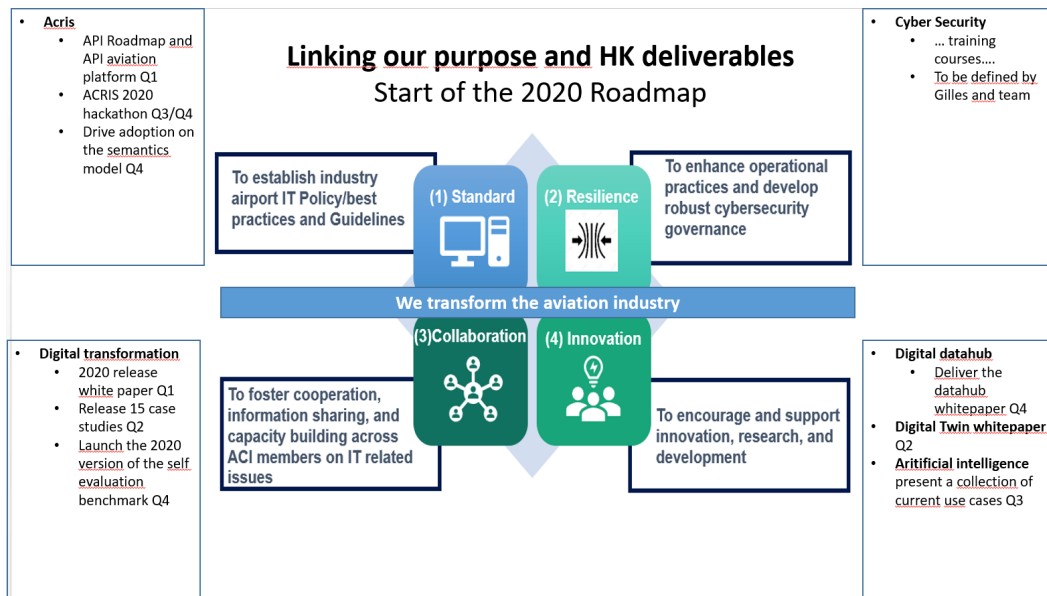 Linking our purpose and HK deliverables
Start of the 2020 Roadmap
• Acris
• API Roadmap and
API aviation
platform Q1
• ACRIS 2020
hackathon Q3/Q4
• Drive adoption on
the semantics
model Q4
• Cyber Security
• … training
courses….
• To be defined by
Gilles and team
To establish industry
airport IT Policy/best
practices and Guidelines
(1) Standard
(2) Resilience
To enhance operational
practices and develop
robust cybersecurity
governance
We transform the aviation industry
• Digital transformation
• 2020 release
white paper Q1
• Release 15 case
studies Q2
• Launch the 2020
version of the self
evaluation
benchmark Q4
To foster cooperation,
information sharing, and
capacity building across
ACI members on IT related
issues
(3)Collaboration
(4) Innovation
To encourage and support
innovation, research, and
development
• Digital datahub
• Deliver the
datahub
whitepaper Q4
• Digital Twin whitepaper
Q2
• Aritificial intelligence
present a collection of
current use cases Q3